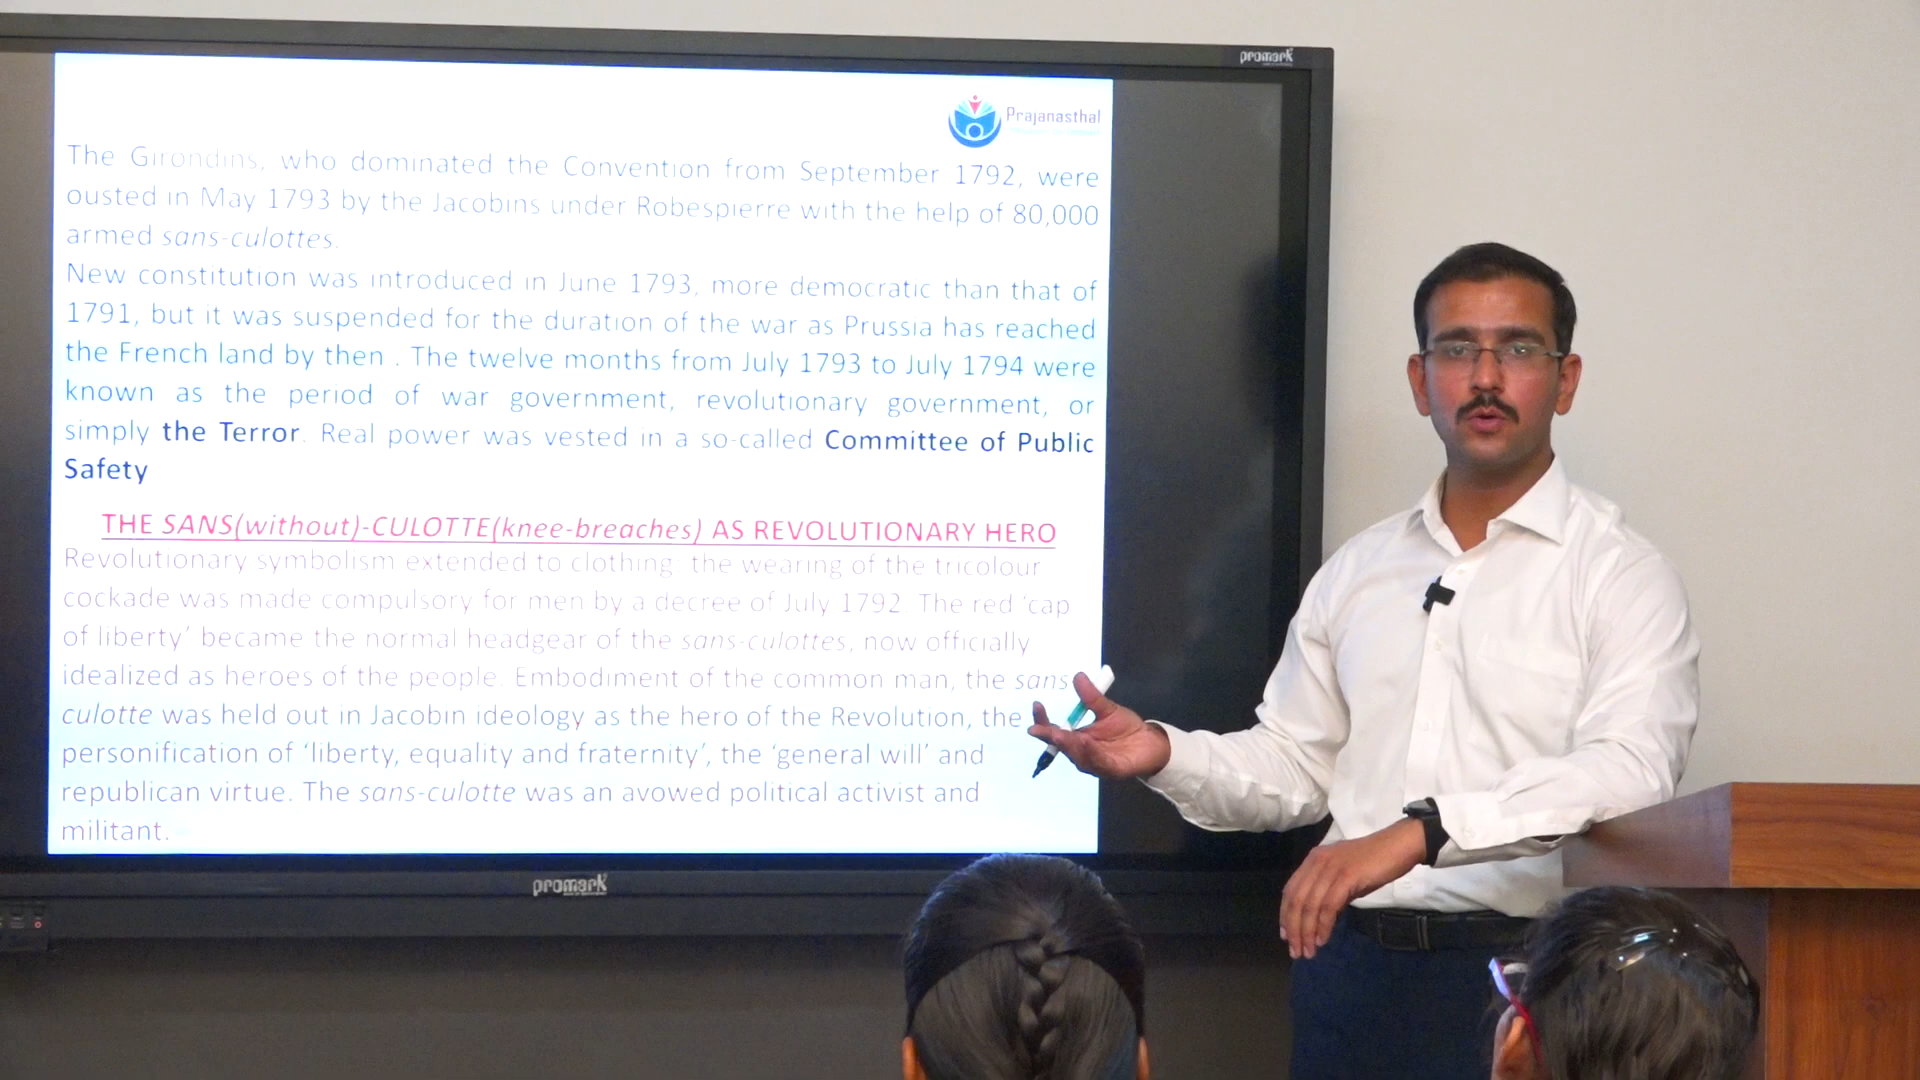 promark
Prajanasthal
The Girondins, who dominated the Convention from September 1792, were
ousted in May 1793 by the Jacobins under Robespierre with the help of 80,000
armed sans-culottes.
New constitution was introduced in June 1793, more democratic than that of
1791, but it was suspended for the duration of the war as Prussia has reached
the French land by then . The twelve months from July 1793 to July 1794 were
known as the period of war government, revolutionary government, or
simply the Terror. Real power was vested in a so-called Committee of Public
Safety
THE SANS(without)-CULOTTE(knee-breaches) AS REVOLUTIONARY HERO
Revolutionary symbolism extended to clothing: the wearing of the tricolour
cockade was made compulsory for men by a decree of July 1792. The red 'cap
of liberty' became the normal headgear of the sans-culottes, now officially
idealized as heroes of the people. Embodiment of the common man, the sans
culotte was held out in Jacobin ideology as the hero of the Revolution, the
personification of 'liberty, equality and fraternity', the 'general will' and
republican virtue. The sans-culotte was an avowed political activist and
militant.
promark